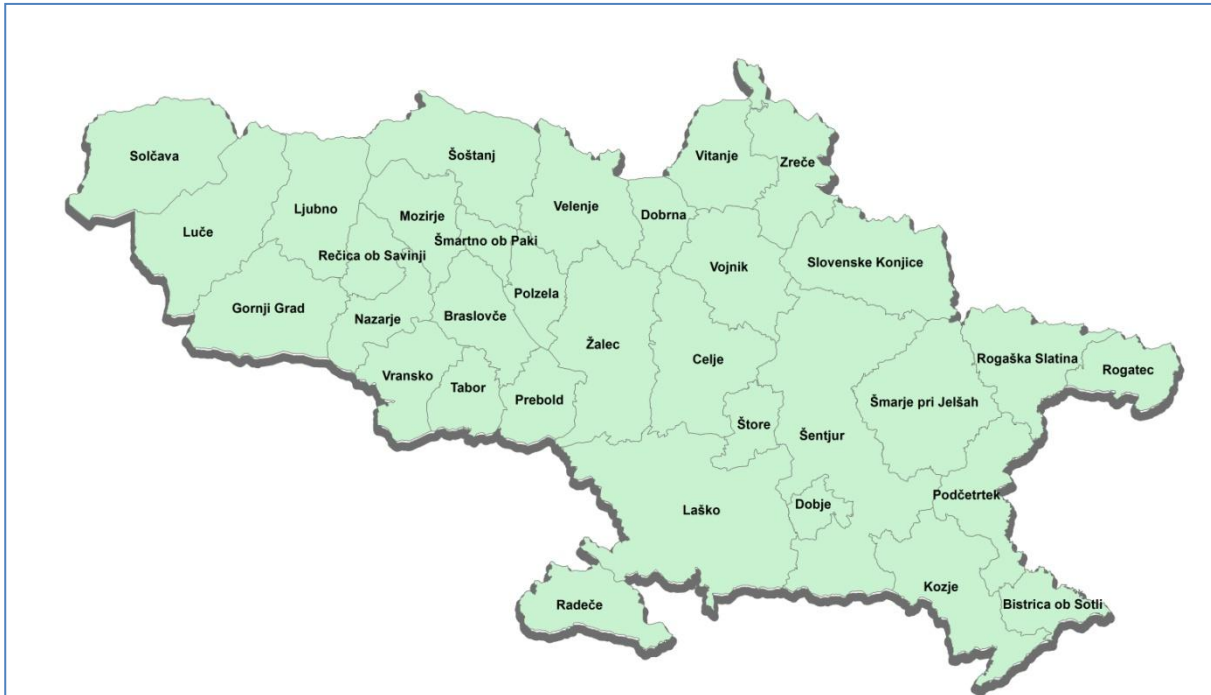 Solčava
Šoštanj
Vitanje
Zreče
Ljubno
Mozirje
Velenje
Dobrna
Luče
Šmartno ob Paki
Rečica ob Savinji
Vojnik
Slovenske Konjice
Polzela
Gornji Grad
Nazarje
Braslovče
Žalec
Celje
Rogaška Slatina
Rogatec
Vransko
Tabor
Prebold
Šmarje pri Jelšah
Štore
Šentjur
Podčetrtek
Laško
Dobje
Kozje
Radeče
Bistrica ob Sotli